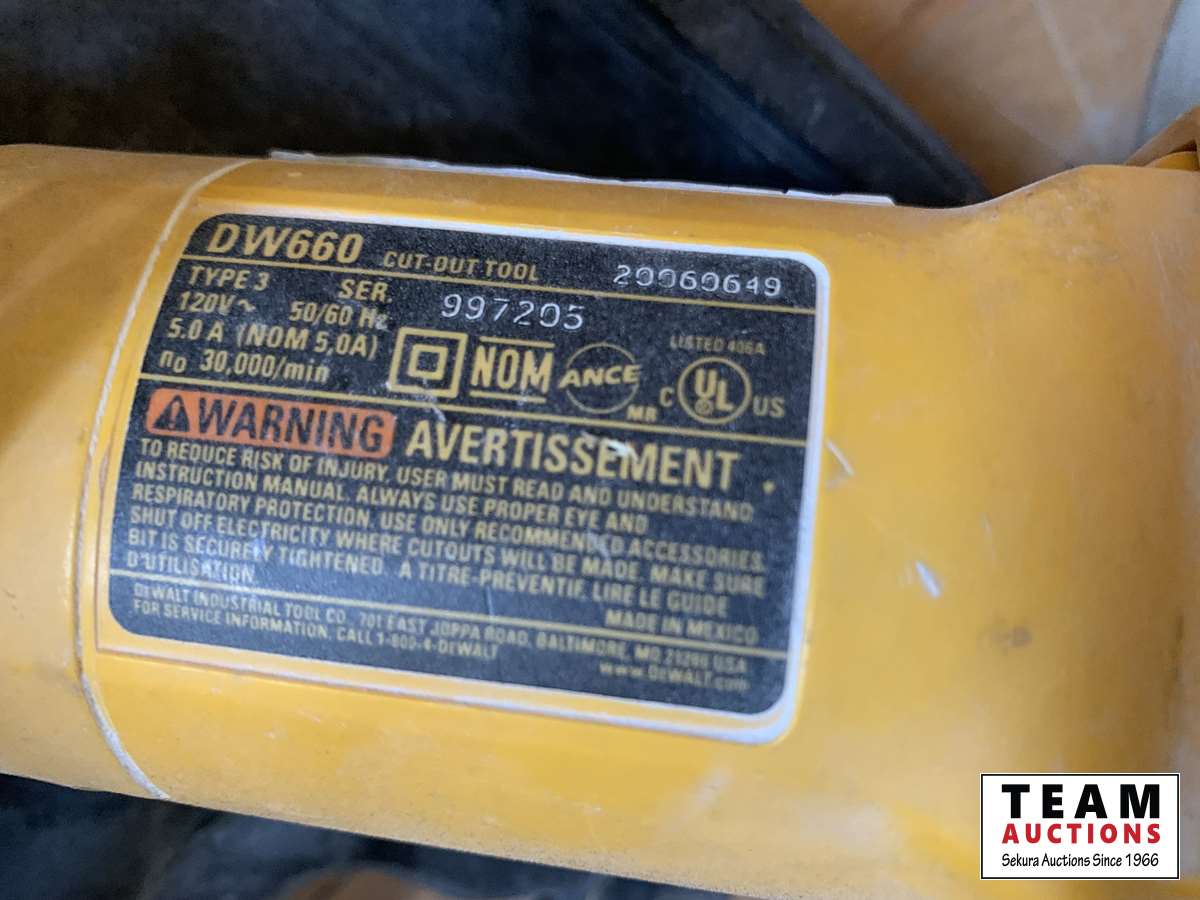 DW660 CUT-OUT TOOL 20060649
TYPE 3 SER. 997205
120V ~ 50/60 Hz
5.0 A (NOM 5,0A)
n₀ 30,000/min
NOM
ANCE
MR
LISTED 406A
C UL US
WARNING AVERTISSEMENT
TO REDUCE RISK OF INJURY, USER MUST READ AND UNDERSTAND
INSTRUCTION MANUAL. ALWAYS USE PROPER EYE AND
RESPIRATORY PROTECTION. USE ONLY RECOMMENDED ACCESSORIES.
SHUT OFF ELECTRICITY WHERE CUTOUTS WILL BE MADE. MAKE SURE
BIT IS SECURELY TIGHTENED. A TITRE-PREVENTIF, LIRE LE GUIDE
D'UTILISATION. MADE IN MEXICO
DEWALT INDUSTRIAL TOOL CO., 701 EAST JOPPA ROAD, BALTIMORE, MD 21286 USA
FOR SERVICE INFORMATION, CALL 1-800-4-DEWALT www.DEWALT.com
TEAM
AUCTIONS
Sekura Auctions Since 1966